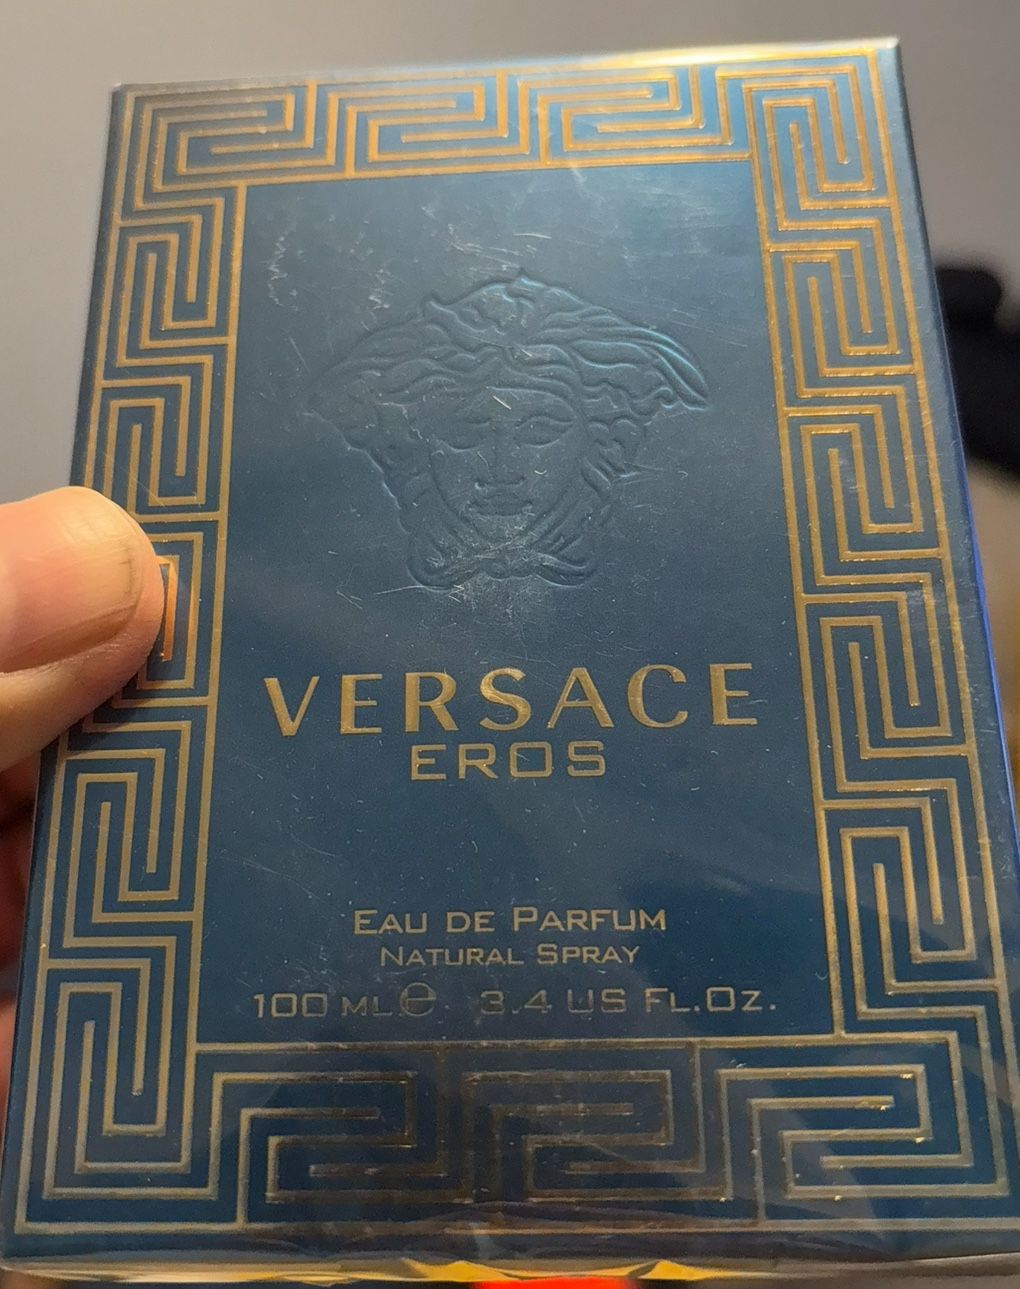 VERSACE
EROS
EAU DE PARFUM
NATURAL SPRAY
100 ML ℮ 3.4 US FL.OZ.